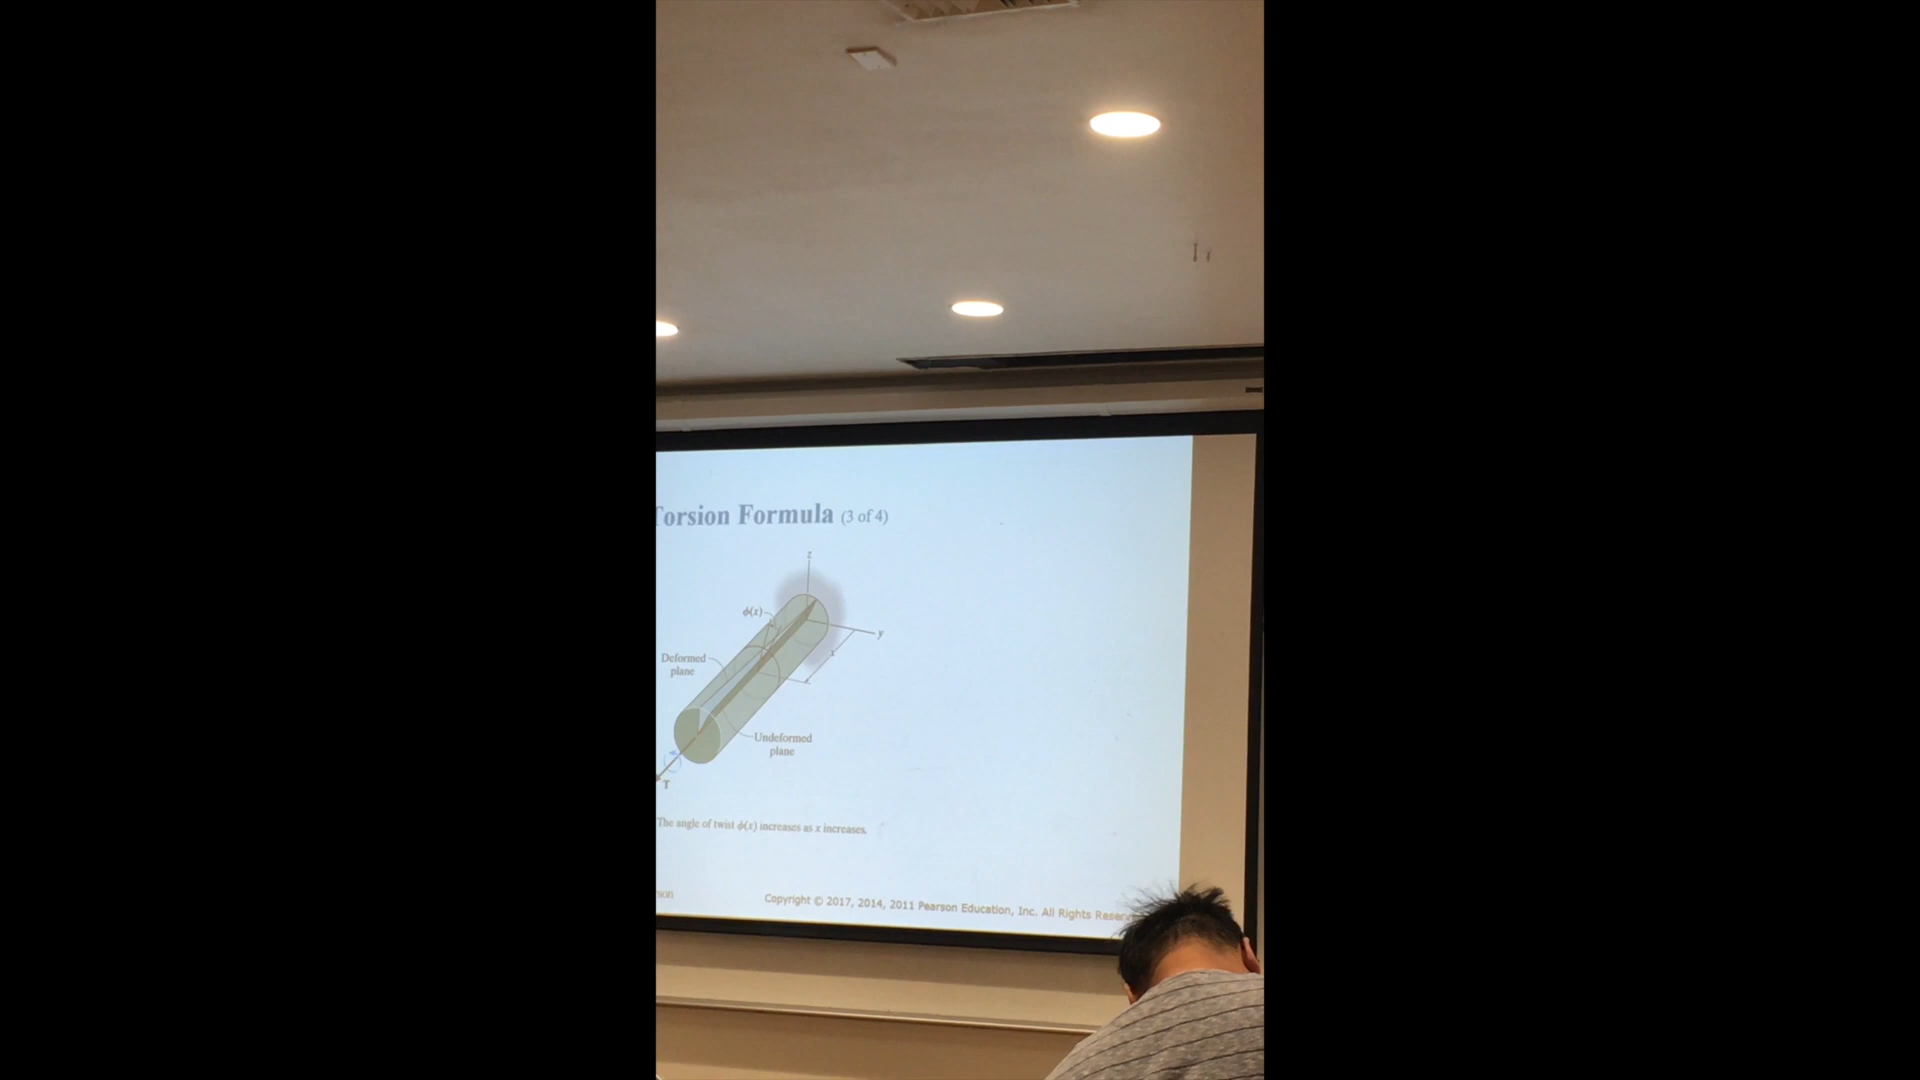 Torsion Formula (3 of 4)
z
ϕ(x)
y
x
Deformed
plane
Undeformed
plane
T
The angle of twist ϕ(x) increases as x increases.
Copyright © 2017, 2014, 2011 Pearson Education, Inc. All Rights